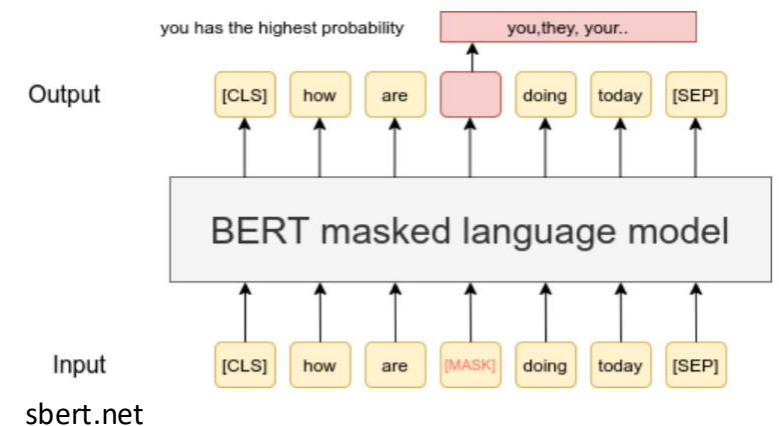 you has the highest probability you,they, your..
Output [CLS] how are doing today [SEP]
BERT masked language model
Input [CLS] how are [MASK] doing today [SEP]
sbert.net